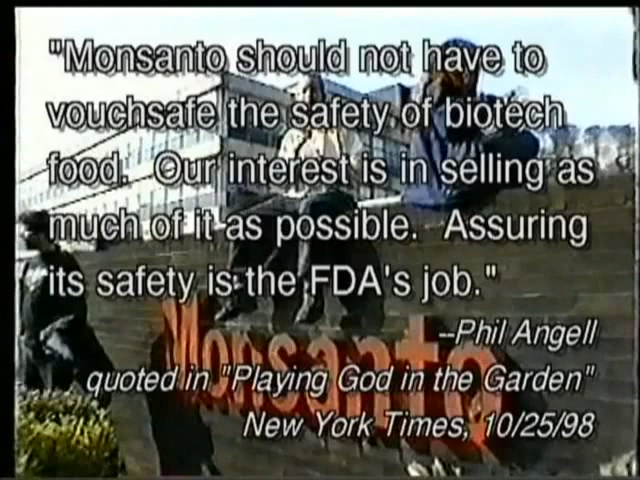 "Monsanto should not have to
vouchsafe the safety of biotech
food. Our interest is in selling as
much of it as possible. Assuring
its safety is the FDA's job."
--Phil Angell
quoted in "Playing God in the Garden"
New York Times, 10/25/98
Monsanto